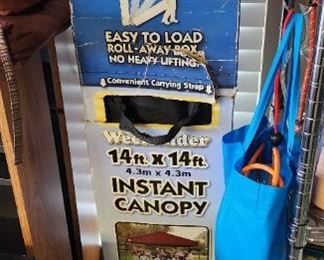 EASY TO LOAD
ROLL-AWAY BOX
NO HEAVY LIFTING!
Convenient Carrying Strap
Weekender
14ft. X 14ft.
4.3m x 4.3m
INSTANT
CANOPY